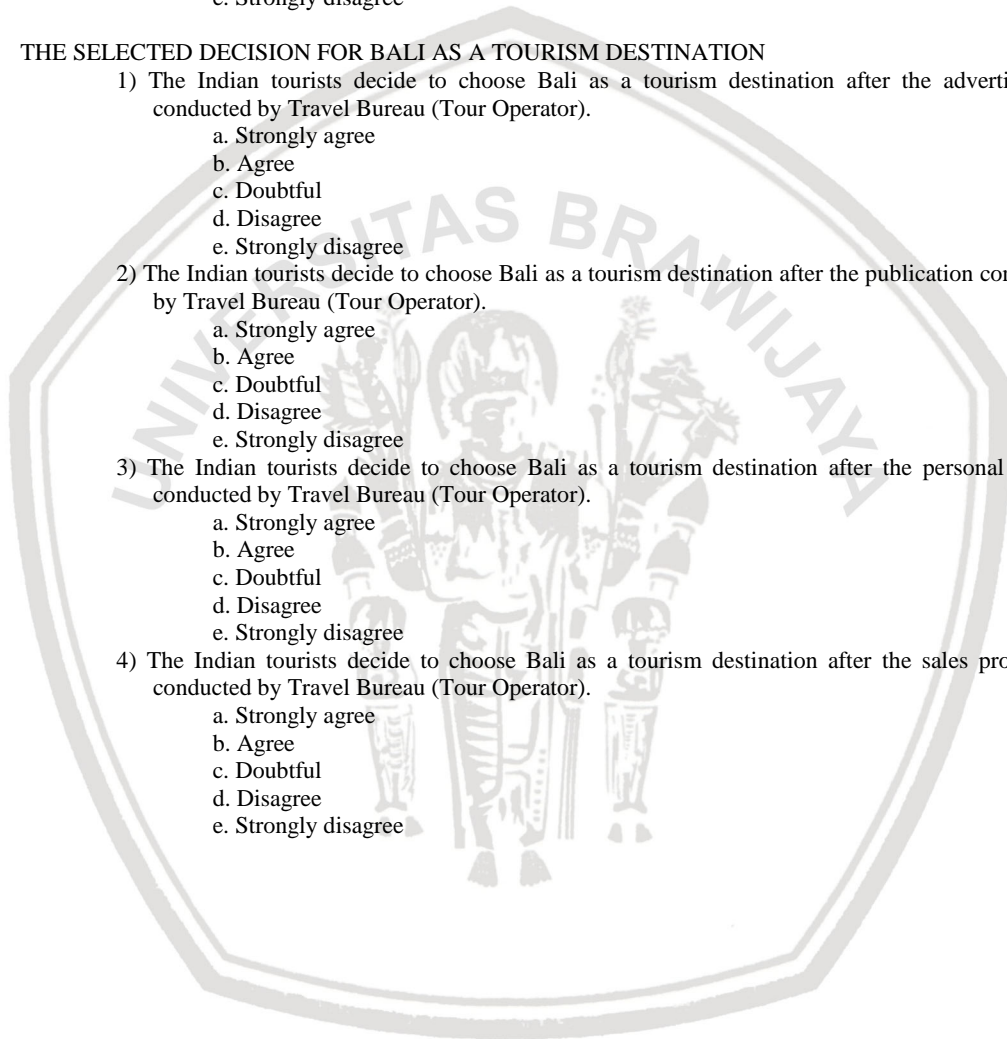 e. Strongly disagree
THE SELECTED DECISION FOR BALI AS A TOURISM DESTINATION
1) The Indian tourists decide to choose Bali as a tourism destination after the
conducted by Travel Bureau (Tour Operator).
a. Strongly agree
b. Agree
c. Doubtful
d. Disagree
e. Strongly disagree
2) The Indian tourists decide to choose Bali as a tourism destination after the publication
by Travel Bureau (Tour Operator).
a. Strongly agree
b. Agree
c. Doubtful
d. Disagree
e. Strongly disagree
3) The Indian tourists decide to choose Bali as a tourism destination after the personal
conducted by Travel Bureau (Tour Operator).
a. Strongly agree
b. Agree
c. Doubtful
d. Disagree
e. Strongly disagree
4) The Indian tourists decide to choose Bali as a tourism destination after the sales
conducted by Travel Bureau (Tour Operator).
a. Strongly agree
b. Agree
c. Doubtful
d. Disagree
e. Strongly disagree
UNIVERSITAS BRAWIJAYA